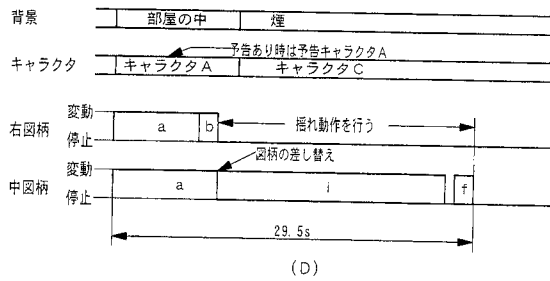 背景
部屋の中
煙
予告あり時は予告キャラクタA
キャラクタ
キャラクタA
キャラクタC
変動
右図柄
a
b
揺れ動作を行う
停止
図柄の差し替え
変動
中図柄
a
i
f
停止
29.5s
(D)